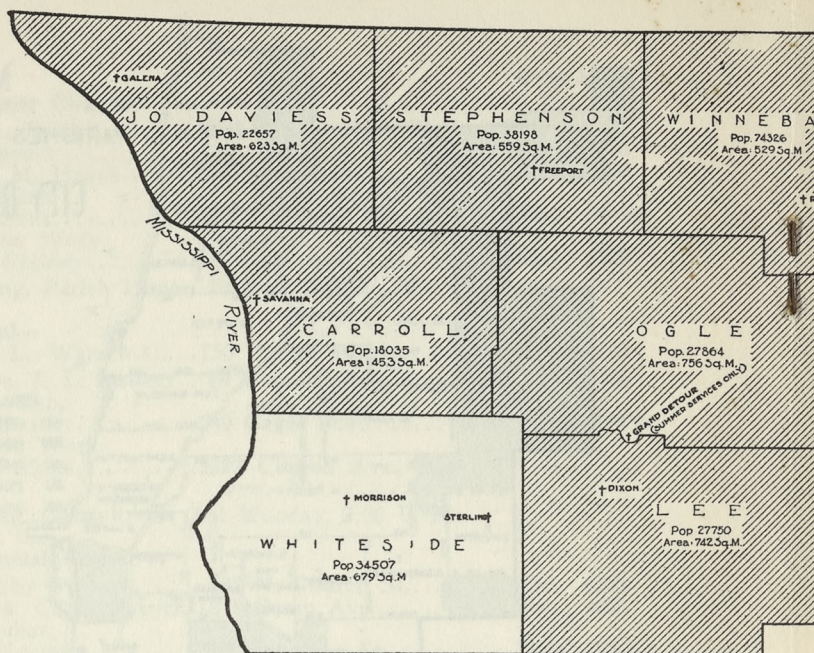 †GALENA
JO DAVIESS
Pop. 22657
Area: 623 Sq. M.
STEPHENSON
Pop. 38198
Area: 559 Sq. M.
†FREEPORT
WINNEBA
Pop. 74326
Area: 529 Sq. M.
†R
MISSISSIPPI
RIVER
†SAVANNA
CARROLL
Pop. 18035
Area: 453 Sq. M.
OGLE
Pop. 27864
Area: 756 Sq. M.
†GRAND DETOUR
(SUMMER SERVICES ONLY)
†MORRISON
STERLING†
WHITESIDE
Pop 34507
Area: 679 Sq. M
†DIXON
LEE
Pop 27750
Area: 742 Sq. M.
CITY O